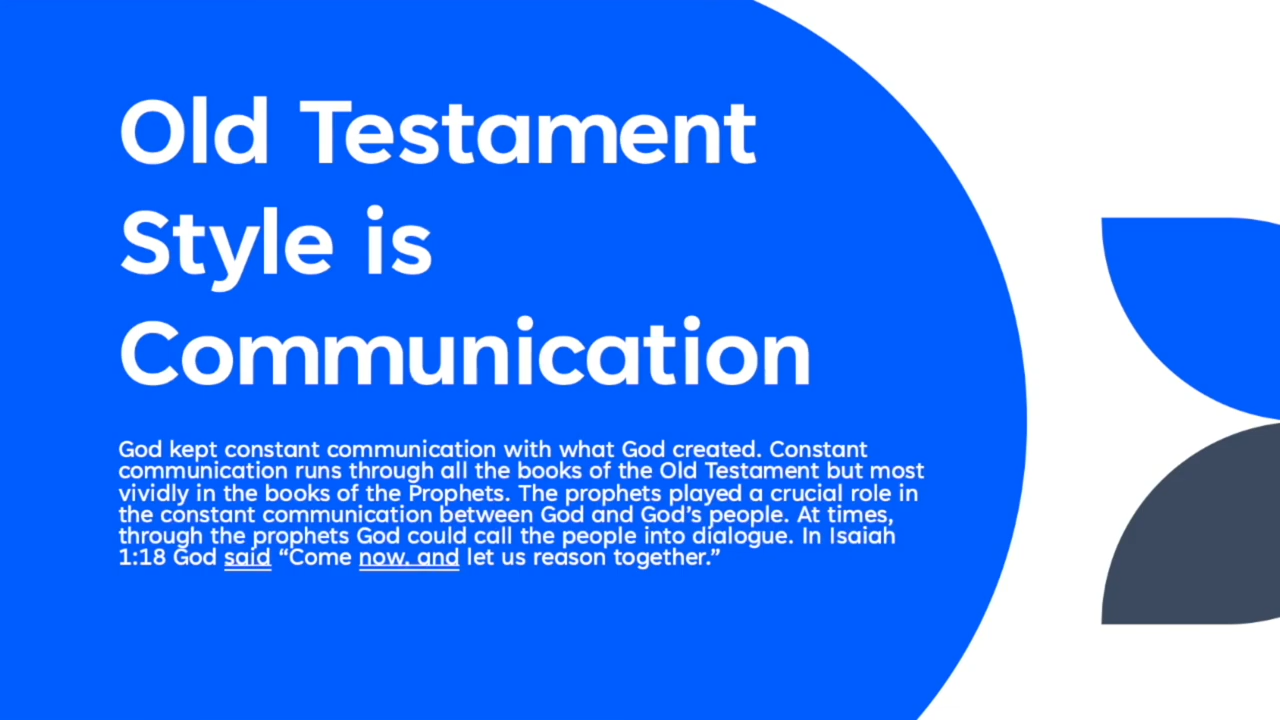 Old Testament
Style is
Communication
God kept constant communication with what God created. Constant
communication runs through all the books of the Old Testament but most
vividly in the books of the Prophets. The prophets played a crucial role in
the constant communication between God and God’s people. At times,
through the prophets God could call the people into dialogue. In Isaiah
1:18 God said “Come now, and let us reason together.”